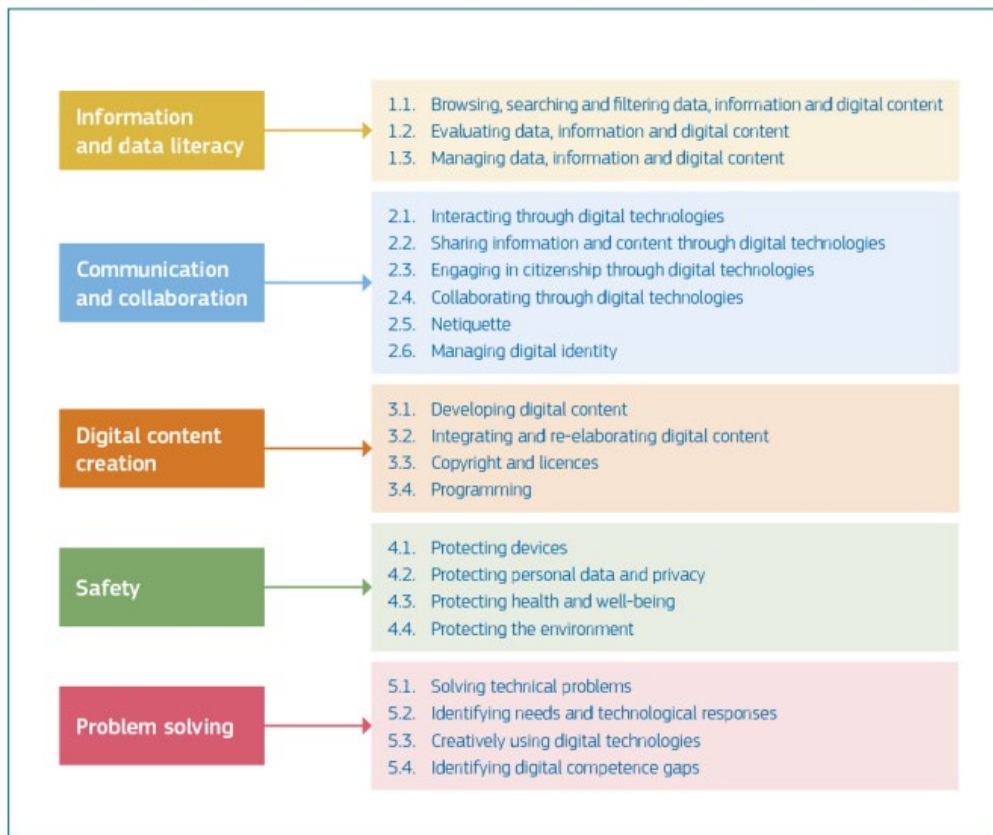 Information
and data literacy
1.1. Browsing, searching and filtering data, information and digital content
1.2. Evaluating data, information and digital content
1.3. Managing data, information and digital content
Communication
and collaboration
2.1. Interacting through digital technologies
2.2. Sharing information and content through digital technologies
2.3. Engaging in citizenship through digital technologies
2.4. Collaborating through digital technologies
2.5. Netiquette
2.6. Managing digital identity
Digital content
creation
3.1. Developing digital content
3.2. Integrating and re-elaborating digital content
3.3. Copyright and licences
3.4. Programming
Safety
4.1. Protecting devices
4.2. Protecting personal data and privacy
4.3. Protecting health and well-being
4.4. Protecting the environment
Problem solving
5.1. Solving technical problems
5.2. Identifying needs and technological responses
5.3. Creatively using digital technologies
5.4. Identifying digital competence gaps